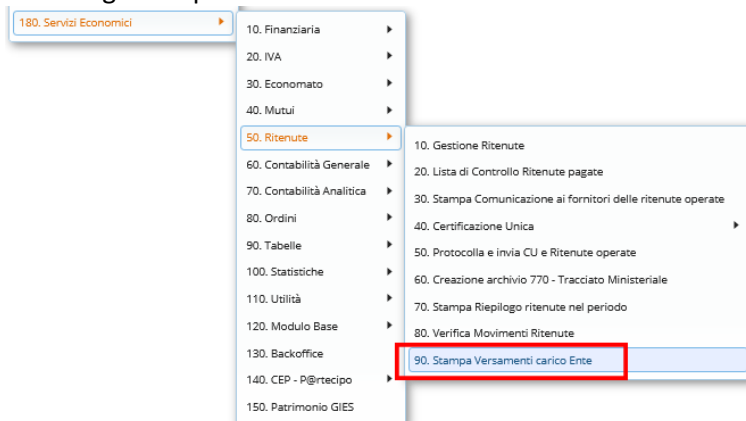 180. Servizi Economici
10. Finanziaria
20. IVA
30. Economato
40. Mutui
50. Ritenute
60. Contabilità Generale
70. Contabilità Analitica
80. Ordini
90. Tabelle
100. Statistiche
110. Utilità
120. Modulo Base
130. Backoffice
140. CEP - P@rtecipo
150. Patrimonio GIES
10. Gestione Ritenute
20. Lista di Controllo Ritenute pagate
30. Stampa Comunicazione ai fornitori delle ritenute operate
40. Certificazione Unica
50. Protocolla e invia CU e Ritenute operate
60. Creazione archivio 770 - Tracciato Ministeriale
70. Stampa Riepilogo ritenute nel periodo
80. Verifica Movimenti Ritenute
90. Stampa Versamenti carico Ente